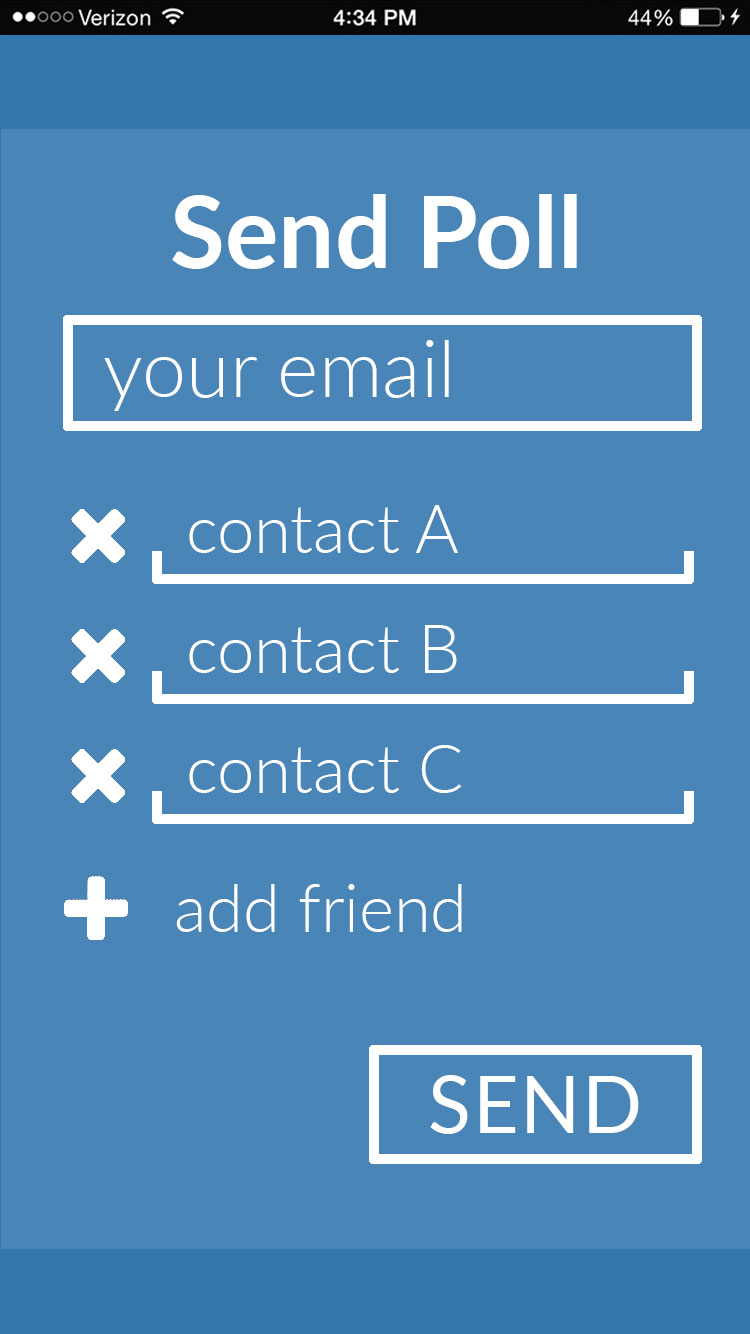 Verizon 4:34 PM 44%
Send Poll
your email
contact A
contact B
contact C
add friend
SEND